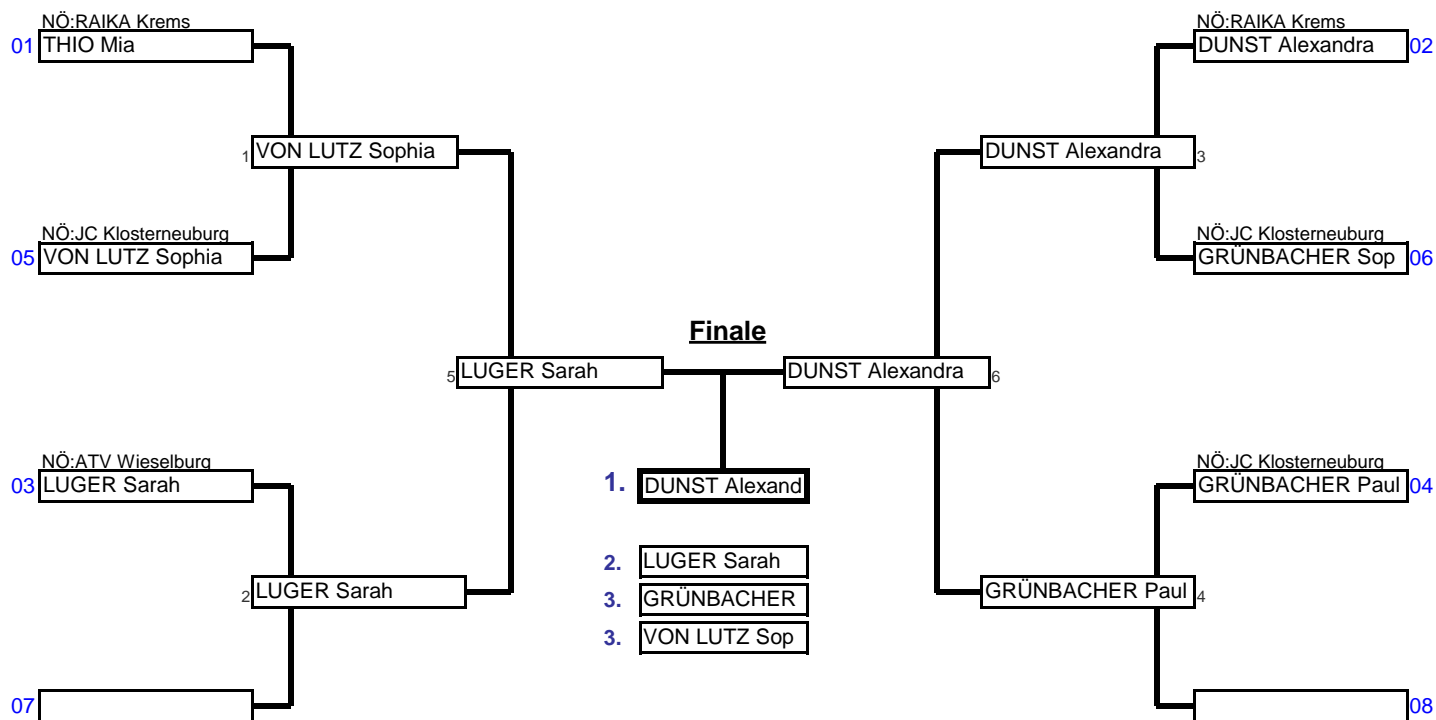 NÖ:RAIKA Krems
01 THIO Mia
NÖ:RAIKA Krems
DUNST Alexandra 02
1 VON LUTZ Sophia
DUNST Alexandra 3
NÖ:JC Klosterneuburg
05 VON LUTZ Sophia
NÖ:JC Klosterneuburg
GRÜNBACHER Sop 06
Finale
5 LUGER Sarah
DUNST Alexandra 6
NÖ:ATV Wieselburg
03 LUGER Sarah
1. DUNST Alexand
NÖ:JC Klosterneuburg
GRÜNBACHER Paul 04
2. LUGER Sarah
2 LUGER Sarah
3. GRÜNBACHER
GRÜNBACHER Paul 4
3. VON LUTZ Sop
07
08